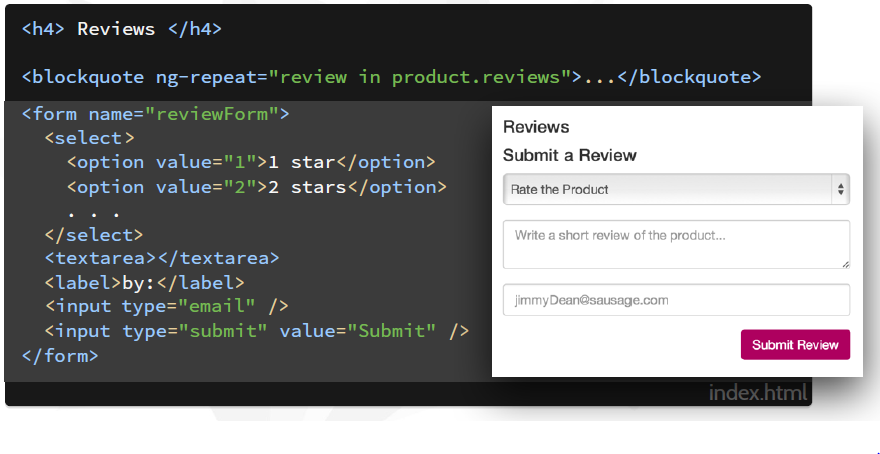 <h4> Reviews </h4>
<blockquote ng-repeat="review in product.reviews">...</blockquote>
<form name="reviewForm">
<select>
<option value="1">1 star</option>
<option value="2">2 stars</option>
. . .
</select>
<textarea></textarea>
<label>by:</label>
<input type="email" />
<input type="submit" value="Submit" />
</form>
Reviews
Submit a Review
Rate the Product
Write a short review of the product...
jimmyDean@sausage.com
Submit Review
index.html